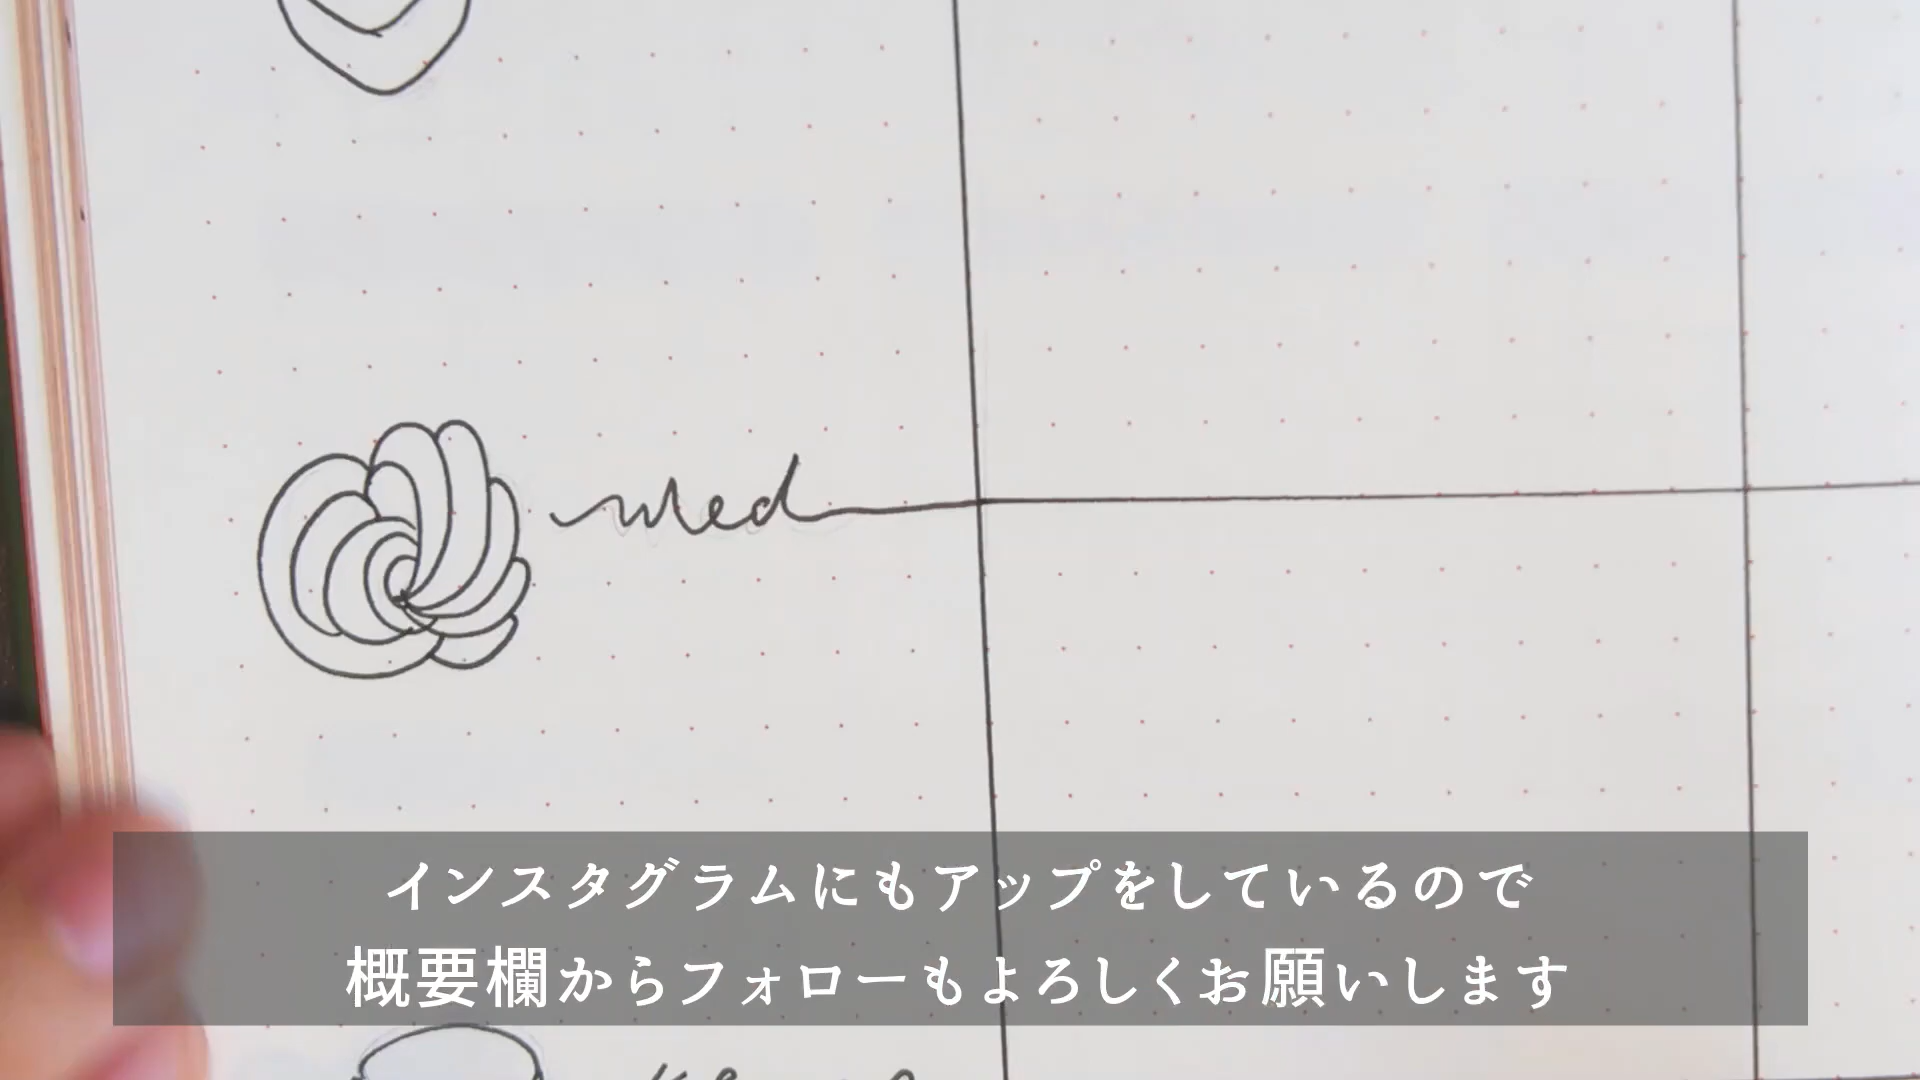 wed
インスタグラムにもアップをしているので
概要欄からフォローもよろしくお願いします